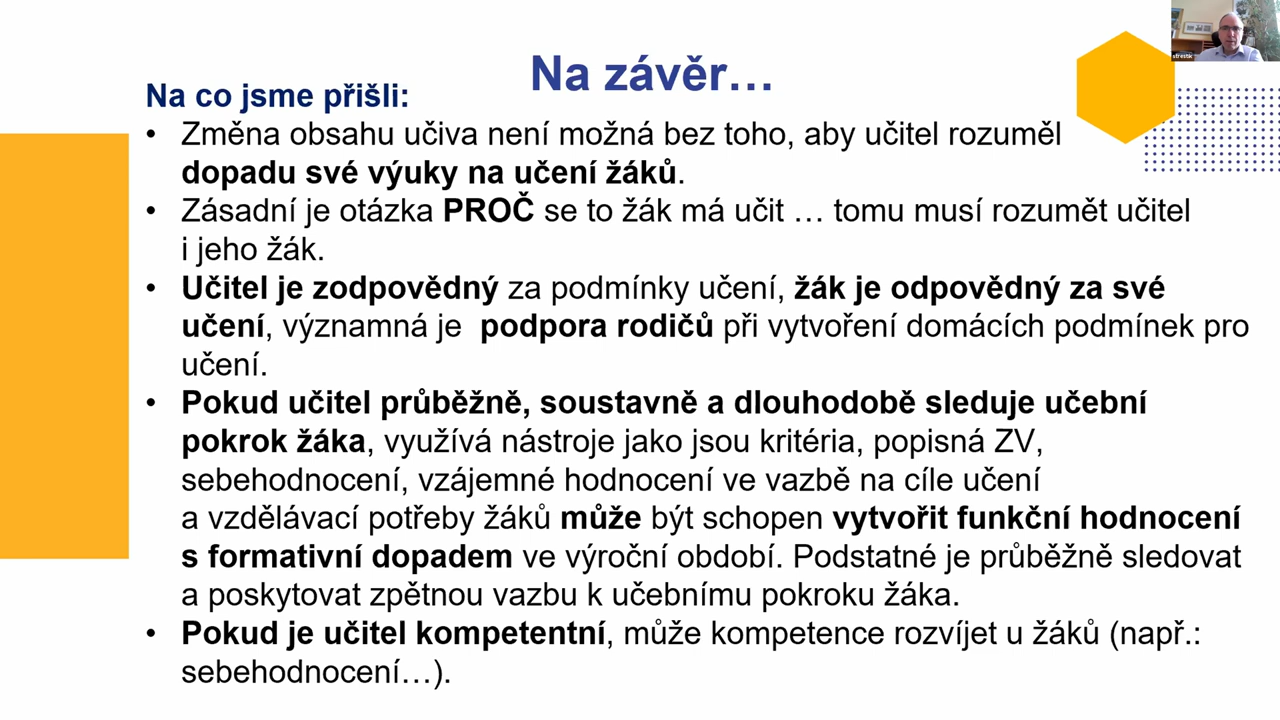 Na závěr…
Na co jsme přišli:
• Změna obsahu učiva není možná bez toho, aby učitel rozuměl
dopadu své výuky na učení žáků.
• Zásadní je otázka PROČ se to žák má učit … tomu musí rozumět učitel
i jeho žák.
• Učitel je zodpovědný za podmínky učení, žák je odpovědný za své
učení, významná je podpora rodičů při vytvoření domácích podmínek pro
učení.
• Pokud učitel průběžně, soustavně a dlouhodobě sleduje učební
pokrok žáka, využívá nástroje jako jsou kritéria, popisná ZV,
sebehodnocení, vzájemné hodnocení ve vazbě na cíle učení
a vzdělávací potřeby žáků může být schopen vytvořit funkční hodnocení
s formativní dopadem ve výroční období. Podstatné je průběžně sledovat
a poskytovat zpětnou vazbu k učebnímu pokroku žáka.
• Pokud je učitel kompetentní, může kompetence rozvíjet u žáků (např.:
sebehodnocení…).